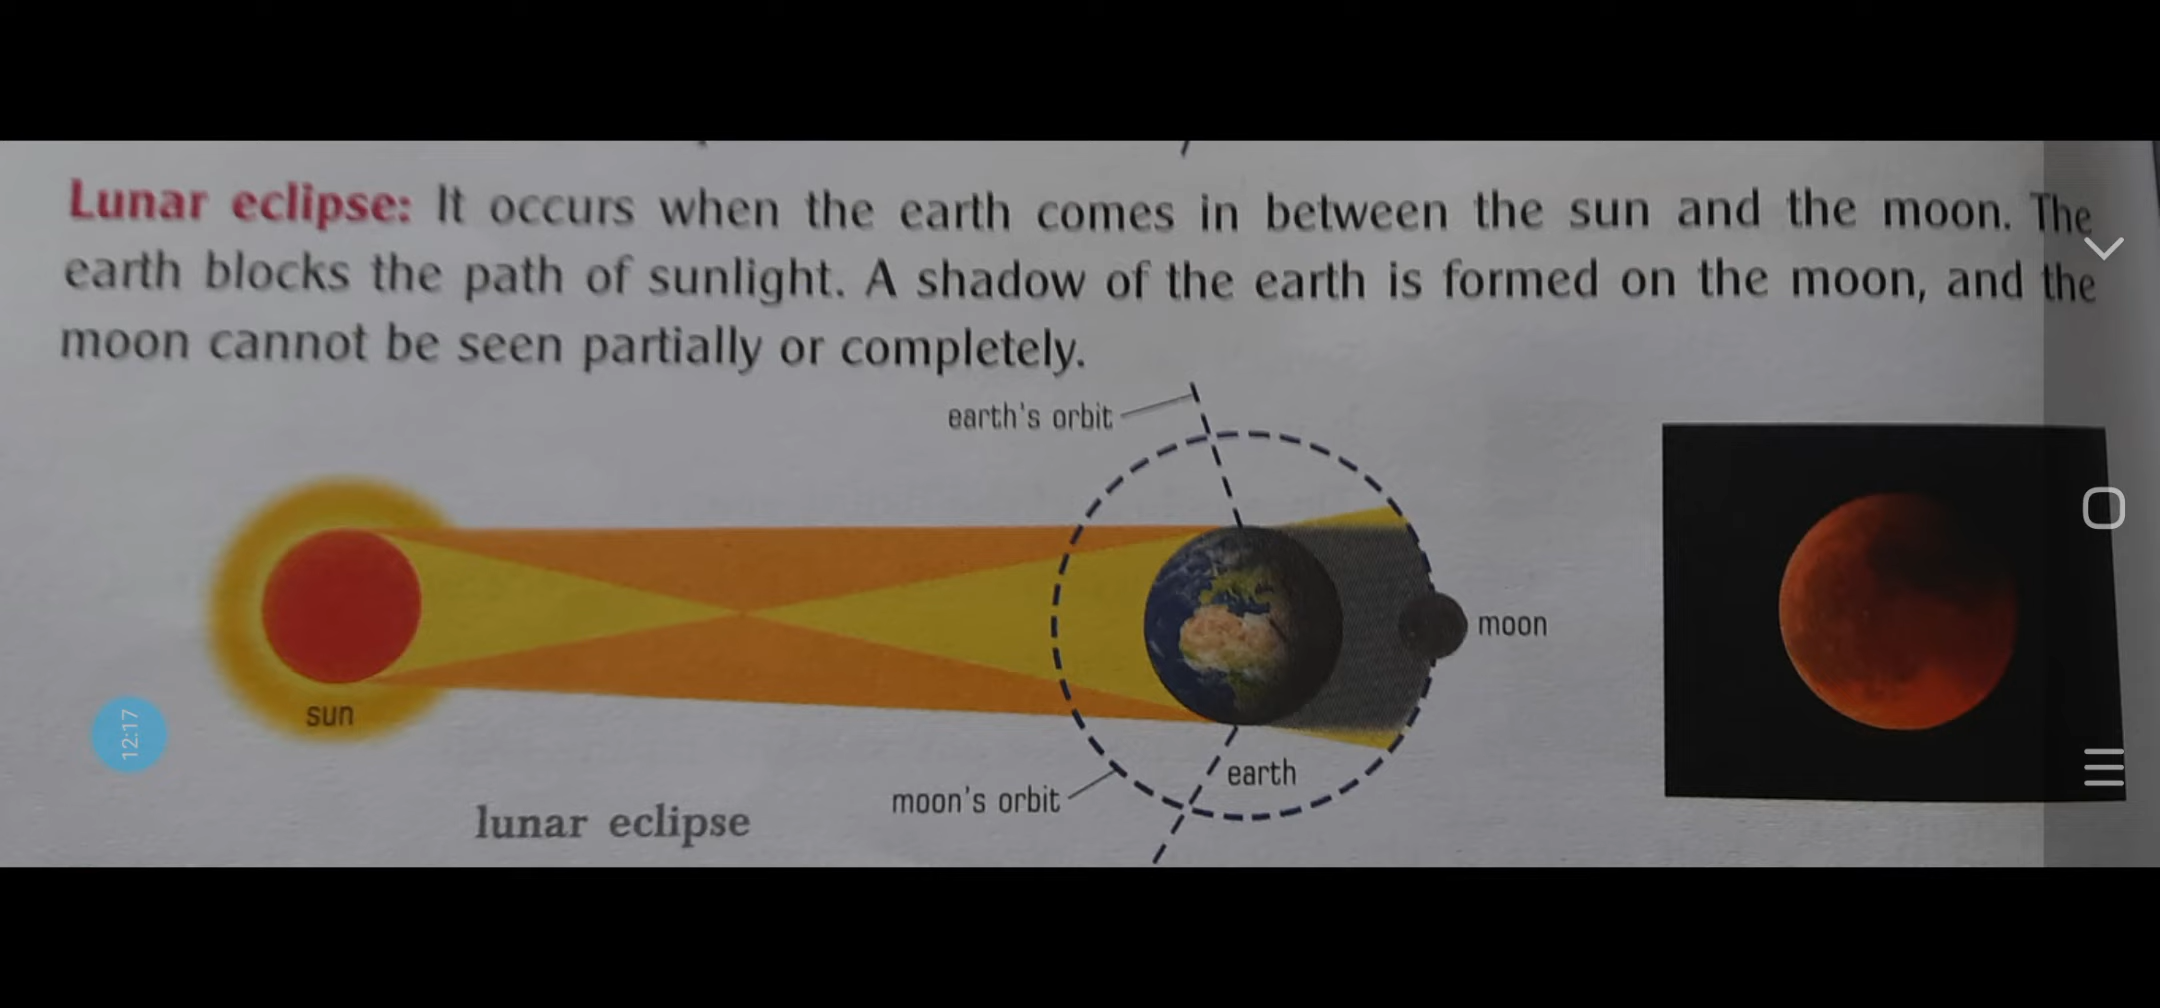 Lunar eclipse: It occurs when the earth comes in between the sun and the moon. The
earth blocks the path of sunlight. A shadow of the earth is formed on the moon, and the
moon cannot be seen partially or completely.
earth's orbit
moon
sun
12:17
earth
moon's orbit
lunar eclipse